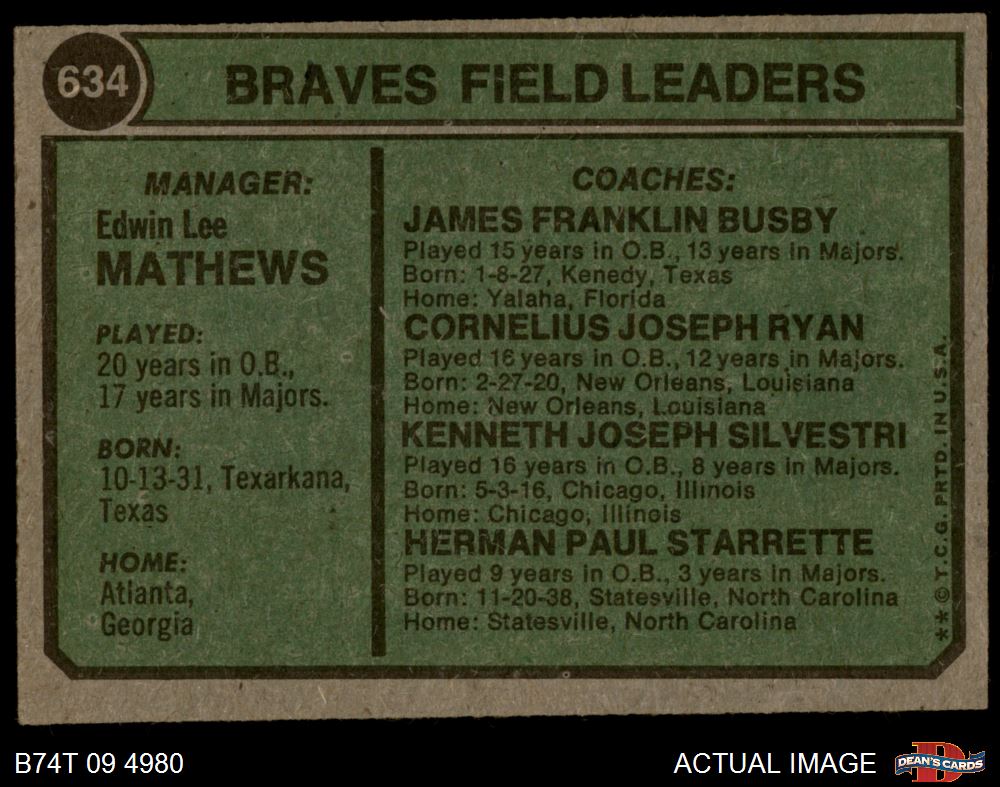 634
BRAVES FIELD LEADERS
MANAGER:
Edwin Lee
MATHEWS
PLAYED:
20 years in O.B.,
17 years in Majors.
BORN:
10-13-31, Texarkana,
Texas
HOME:
Atlanta,
Georgia
COACHES:
JAMES FRANKLIN BUSBY
Played 15 years in O.B., 13 years in Majors.
Born: 1-8-27, Kenedy, Texas
Home: Yalaha, Florida
CORNELIUS JOSEPH RYAN
Played 16 years in O.B., 12 years in Majors.
Born: 2-27-20, New Orleans, Louisiana
Home: New Orleans, Louisiana
KENNETH JOSEPH SILVESTRI
Played 16 years in O.B., 8 years in Majors.
Born: 5-3-16, Chicago, Illinois
Home: Chicago, Illinois
HERMAN PAUL STARRETTE
Played 9 years in O.B., 3 years in Majors.
Born: 11-20-38, Statesville, North Carolina
Home: Statesville, North Carolina
** © T.C.G. PRTD. IN U.S.A.
B74T 09 4980
ACTUAL IMAGE
DEAN'S CARDS